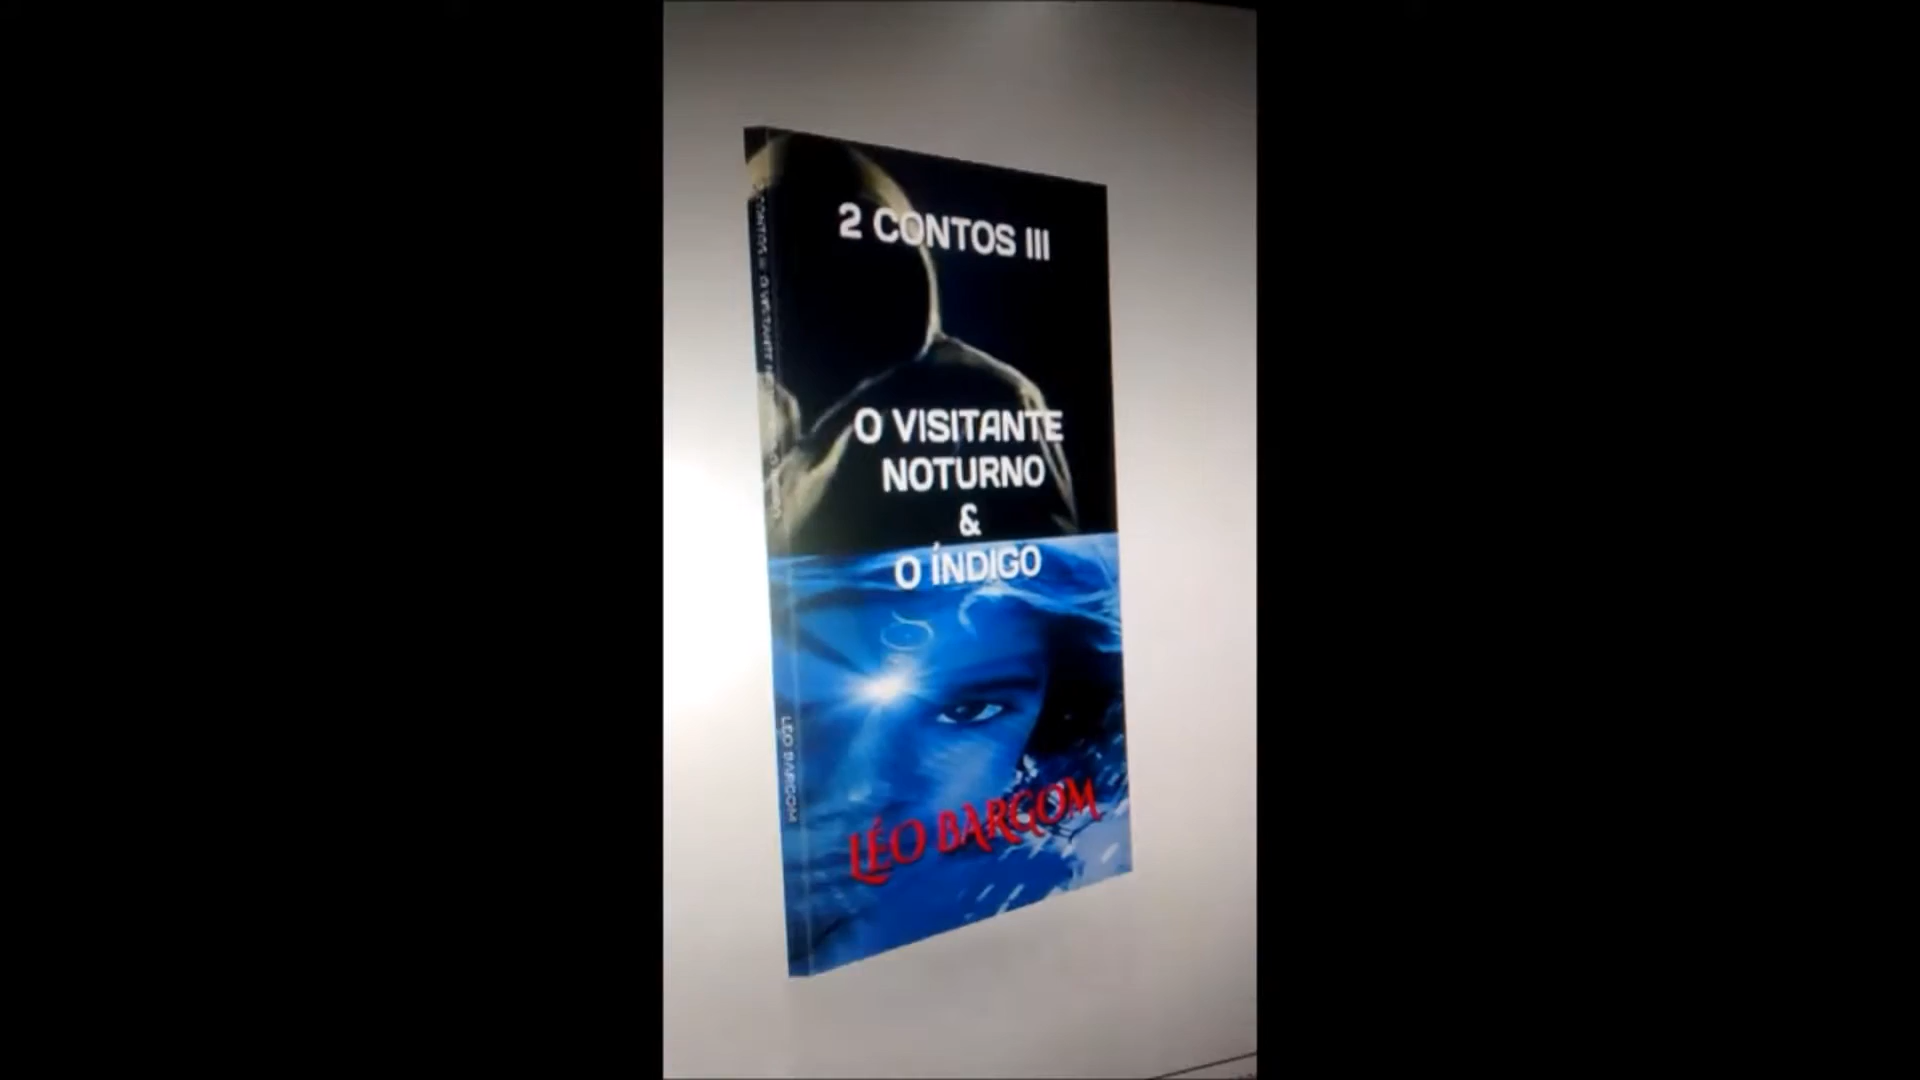 2 CONTOS III
O VISITANTE
NOTURNO
&
O ÍNDIGO
LÉO BARGOM
LÉO BARGOM